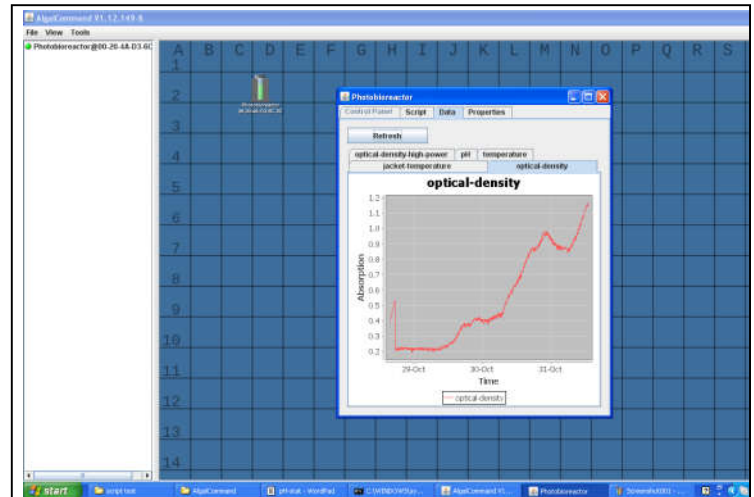 AlgalCommand V1.12.149-8
File View Tools
Photobioreactor@00-20-4A-D3-6C
A B C D E F G H I J K L M N O P Q R S
1
2
3
4
5
6
7
8
9
10
11
12
13
14
Photobioreactor
Control Panel Script Data Properties
Refresh
optical-density-high-power pH temperature
jacket-temperature optical-density
optical-density
1.2
1.1
1.0
0.9
0.8
0.7
0.6
0.5
0.4
0.3
0.2
Absorption
29-Oct 30-Oct 31-Oct
Time
optical-density
start script test AlgalCommand pH-stat - WordPad AlgalCommand V1... Photobioreactor